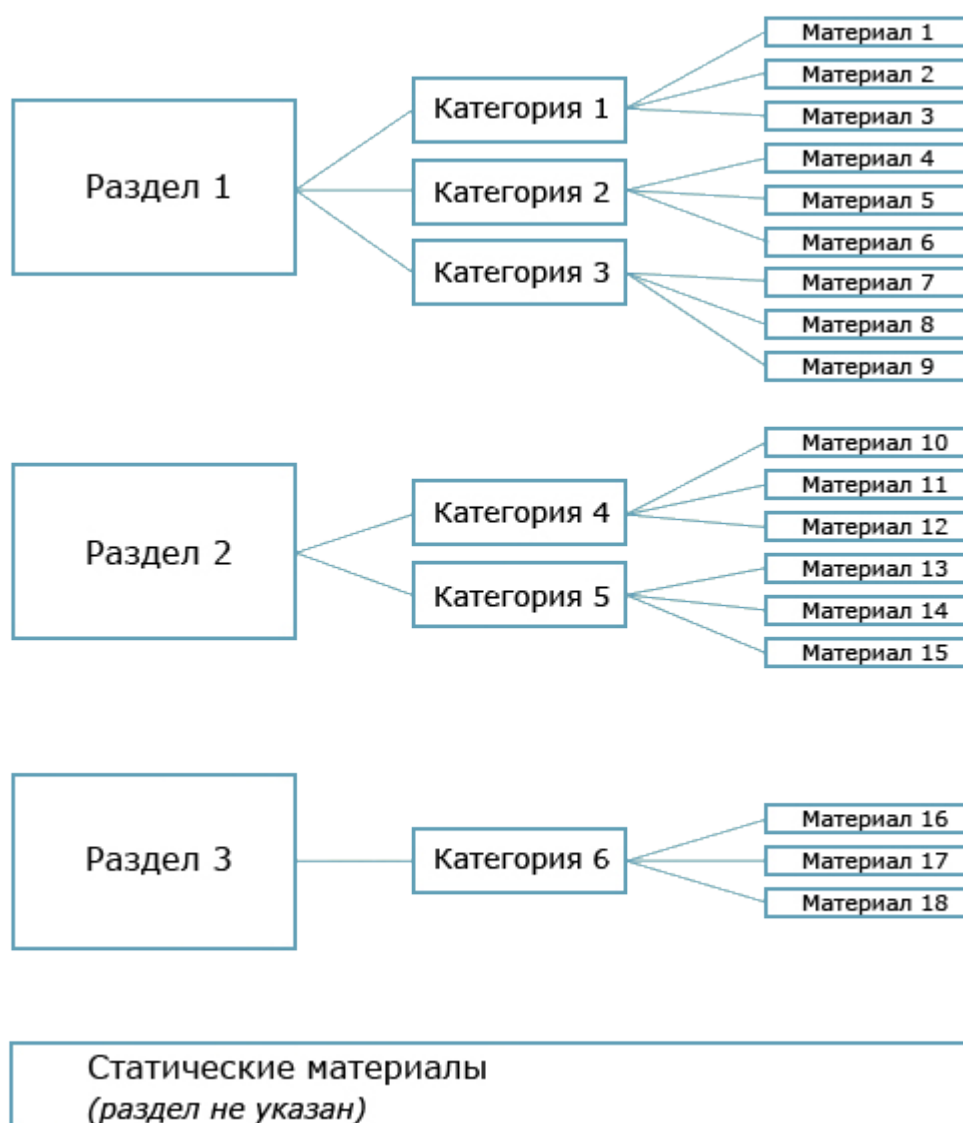 Раздел 1
Категория 1
Материал 1
Материал 2
Материал 3
Категория 2
Материал 4
Материал 5
Материал 6
Категория 3
Материал 7
Материал 8
Материал 9
Раздел 2
Категория 4
Материал 10
Материал 11
Материал 12
Категория 5
Материал 13
Материал 14
Материал 15
Раздел 3
Категория 6
Материал 16
Материал 17
Материал 18
Статические материалы
(раздел не указан)